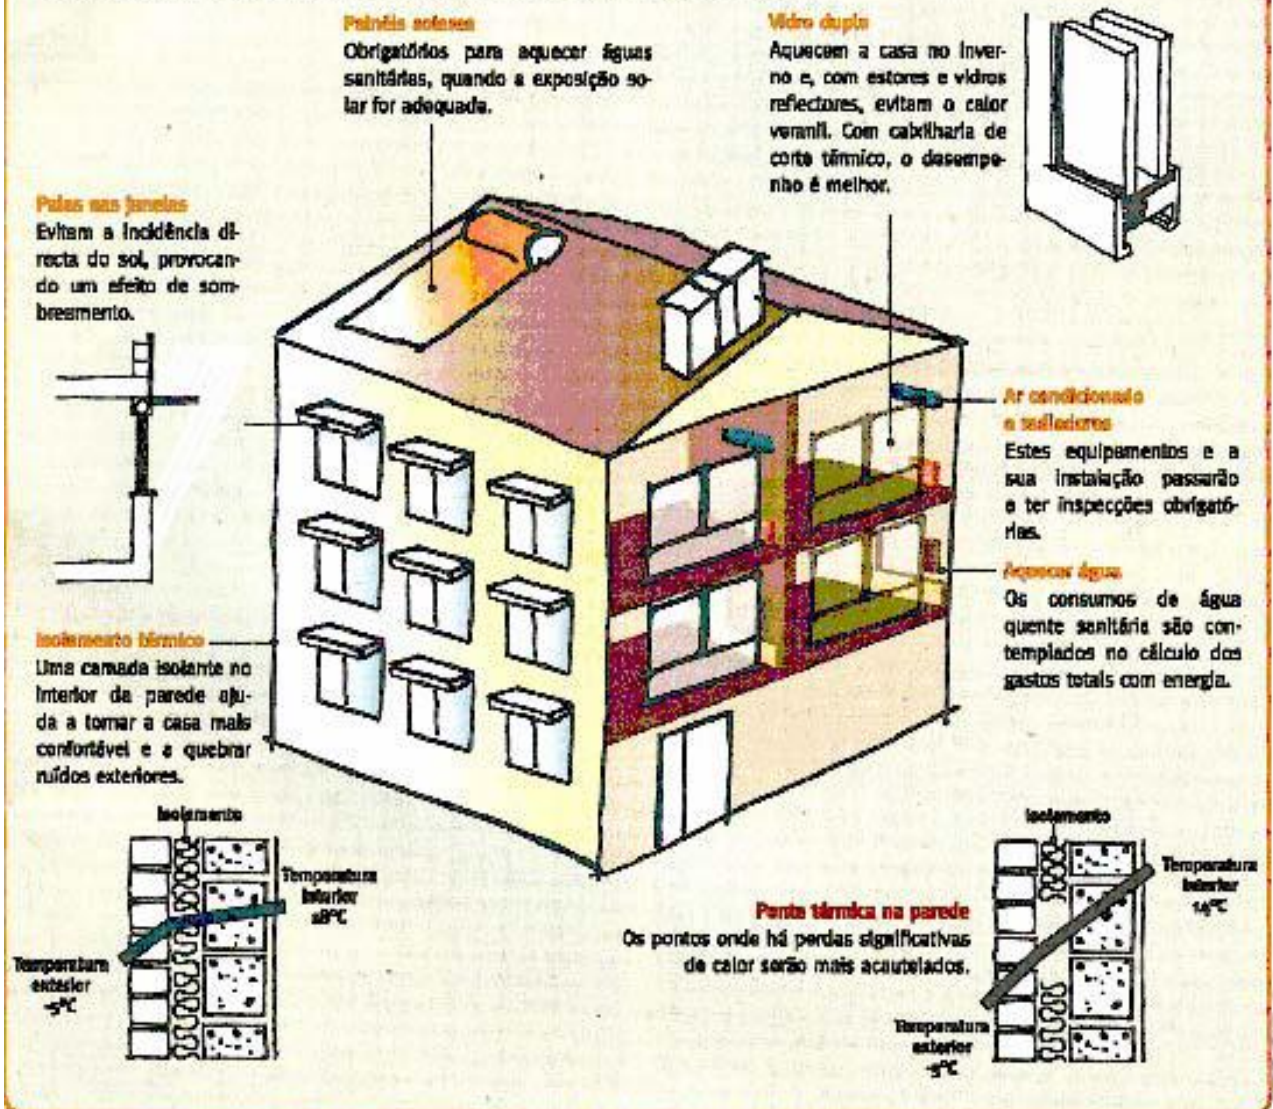 Painéis solares
Obrigatórios para aquecer águas
sanitárias, quando a exposição so-
lar for adequada.
Vidro duplo
Aquecem a casa no inver-
no e, com estores e vidros
reflectores, evitam o calor
veranil. Com caixilharia de
corte térmico, o desempe-
nho é melhor.
Palas nas janelas
Evitam a incidência di-
recta do sol, provocan-
do um efeito de som-
breamento.
Ar condicionado
e radiadores
Estes equipamentos e a
sua instalação passarão
a ter inspecções obrigató-
rias.
Aquecer água
Os consumos de água
quente sanitária são con-
templados no cálculo dos
gastos totais com energia.
Isolamento térmico
Uma camada isolante no
interior da parede aju-
da a tornar a casa mais
confortável e a quebrar
ruídos exteriores.
Isolamento
Temperatura
interior
18°C
Temperatura
exterior
-5°C
Ponte térmica na parede
Os pontos onde há perdas significativas
de calor serão mais acautelados.
Isolamento
Temperatura
interior
14°C
Temperatura
exterior
-5°C